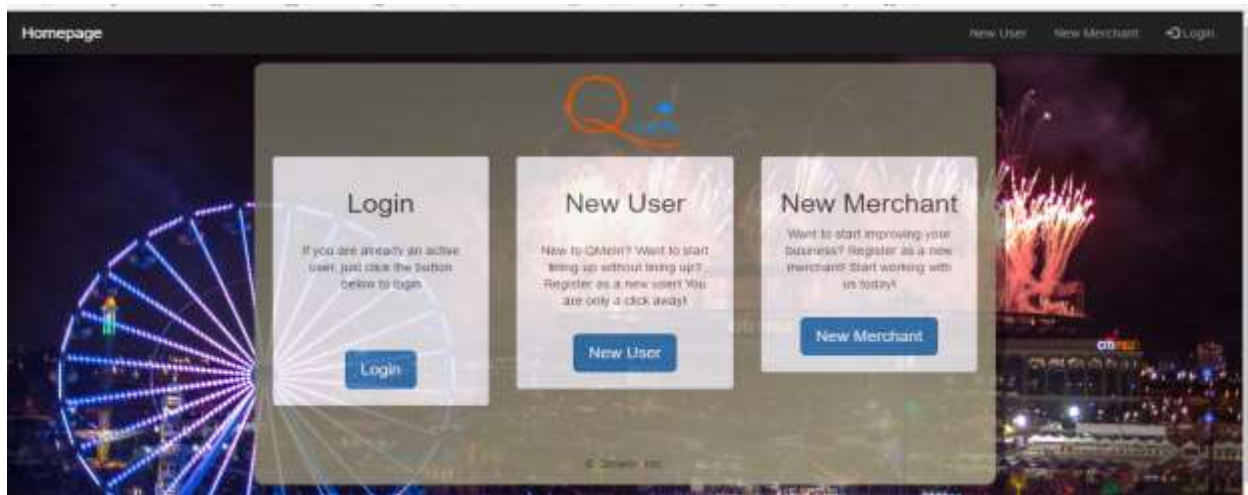 Homepage
New User New Merchant Login
Q
Login
If you are already an active
user, just click the button
below to login
Login
New User
New to QMeIn? Want to start
lining up without lining up?
Register as a new user! You
are only a click away!
New User
New Merchant
Want to start improving your
business? Register as a new
merchant! Start working with
us today!
New Merchant
citi
©
Inc.